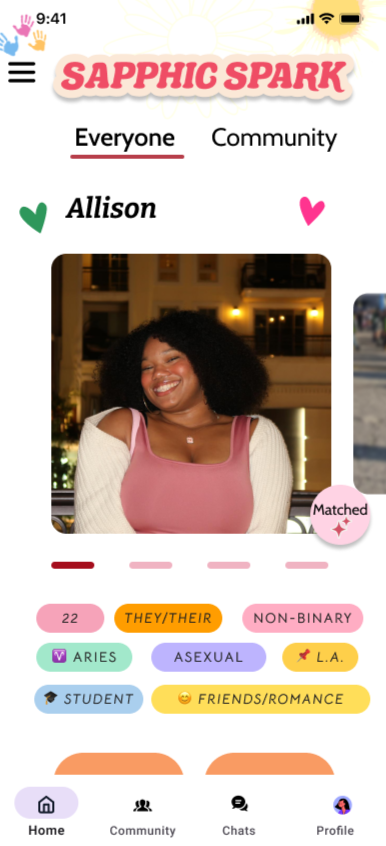 9:41
SAPPHIC SPARK
Everyone Community
Allison
Matched
22 THEY/THEIR NON-BINARY
ARIES ASEXUAL L.A.
STUDENT FRIENDS/ROMANCE
Home Community Chats Profile